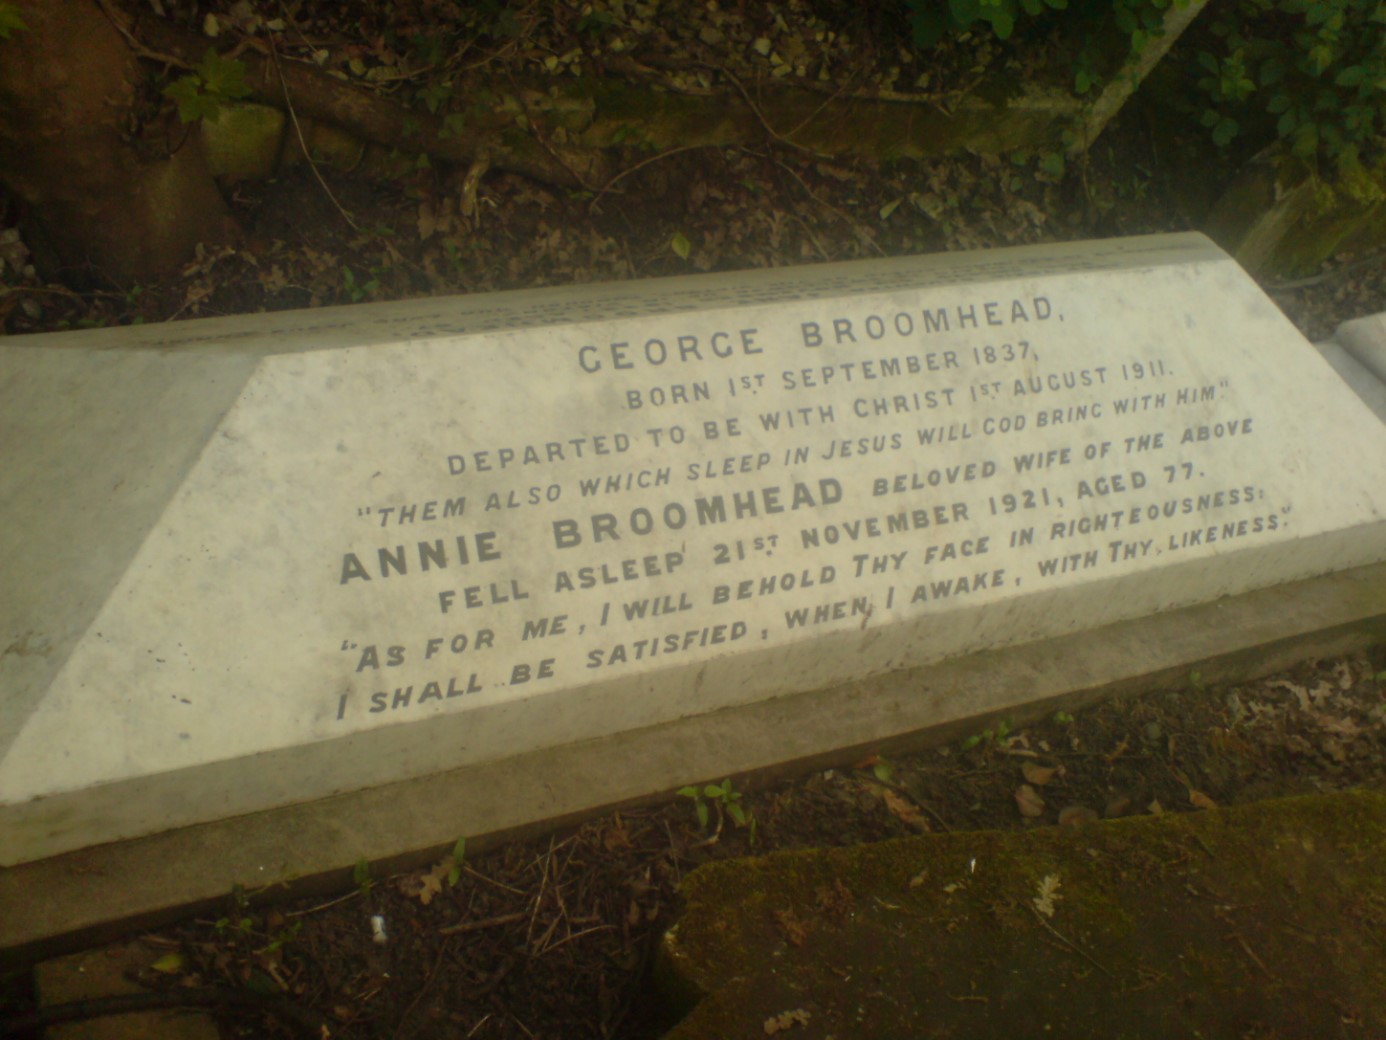 GEORGE BROOMHEAD,
BORN 1ST SEPTEMBER 1837,
DEPARTED TO BE WITH CHRIST 1ST AUGUST 1911.
"THEM ALSO WHICH SLEEP IN JESUS WILL GOD BRING WITH HIM."
ANNIE BROOMHEAD BELOVED WIFE OF THE ABOVE
FELL ASLEEP 21ST NOVEMBER 1921, AGED 77.
"AS FOR ME, I WILL BEHOLD THY FACE IN RIGHTEOUSNESS:
I SHALL BE SATISFIED, WHEN I AWAKE, WITH THY LIKENESS."